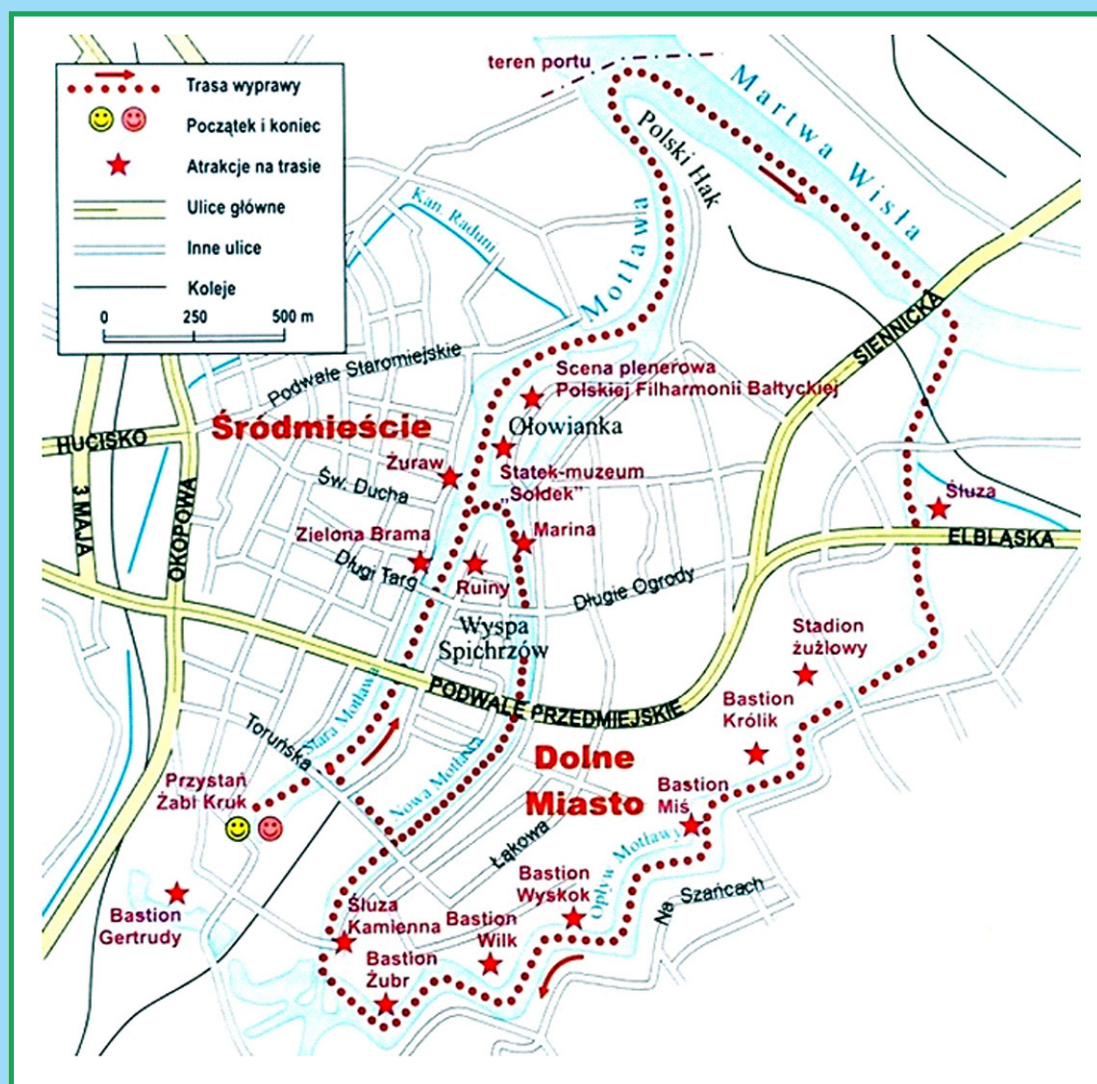 Trasa wyprawy
Początek i koniec
Atrakcje na trasie
Ulice główne
Inne ulice
Koleje
0 250 500 m
teren portu
Martwa Wisła
Polski Hak
Kan. Raduni
Motława
SIENNICKA
Podwale Staromiejskie
Scena plenerowa
Polskiej Filharmonii Bałtyckiej
HUCISKO
Śródmieście
Ołowianka
3 MAJA
OKOPOWA
Żuraw
Św. Ducha
Statek-muzeum
„Sołdek”
Śluza
Zielona Brama
Marina
ELBLĄSKA
Długi Targ
Ruiny
Długie Ogrody
Wyspa
Spichrzów
Stadion
żużlowy
PODWALE PRZEDMIEJSKIE
Bastion
Królik
Stara Motława
Toruńska
Nowa Motława
Dolne
Miasto
Przystań
Żabi Kruk
Bastion
Miś
Łąkowa
Opływ Motławy
Na Szańcach
Bastion
Wyskok
Bastion
Gertrudy
Śluza
Kamienna
Bastion
Wilk
Bastion
Żubr